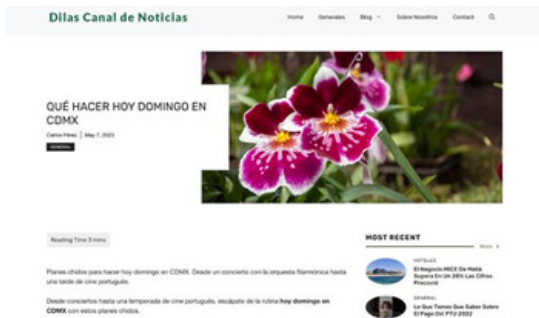 Dilas Canal de Noticias
Home Generales Blog Sobre Nosotros Contact
QUÉ HACER HOY DOMINGO EN
CDMX
Carlos Pérez | May 7, 2023
GENERAL
Reading Time 3 mins
Planes chidos para hacer hoy domingo en CDMX. Desde un concierto con la orquesta filarmónica hasta
una tarde de cine portugués.
Desde conciertos hasta una temporada de cine portugués, escápate de la rutina hoy domingo en
CDMX con estos planes chidos.
MOST RECENT
More
HOTELES
El Negocio MICE De Meliá
Supera En Un 26% Las Cifras
Precovid
GENERAL
Lo Que Tienes Que Saber Sobre
El Pago Del PTU 2022